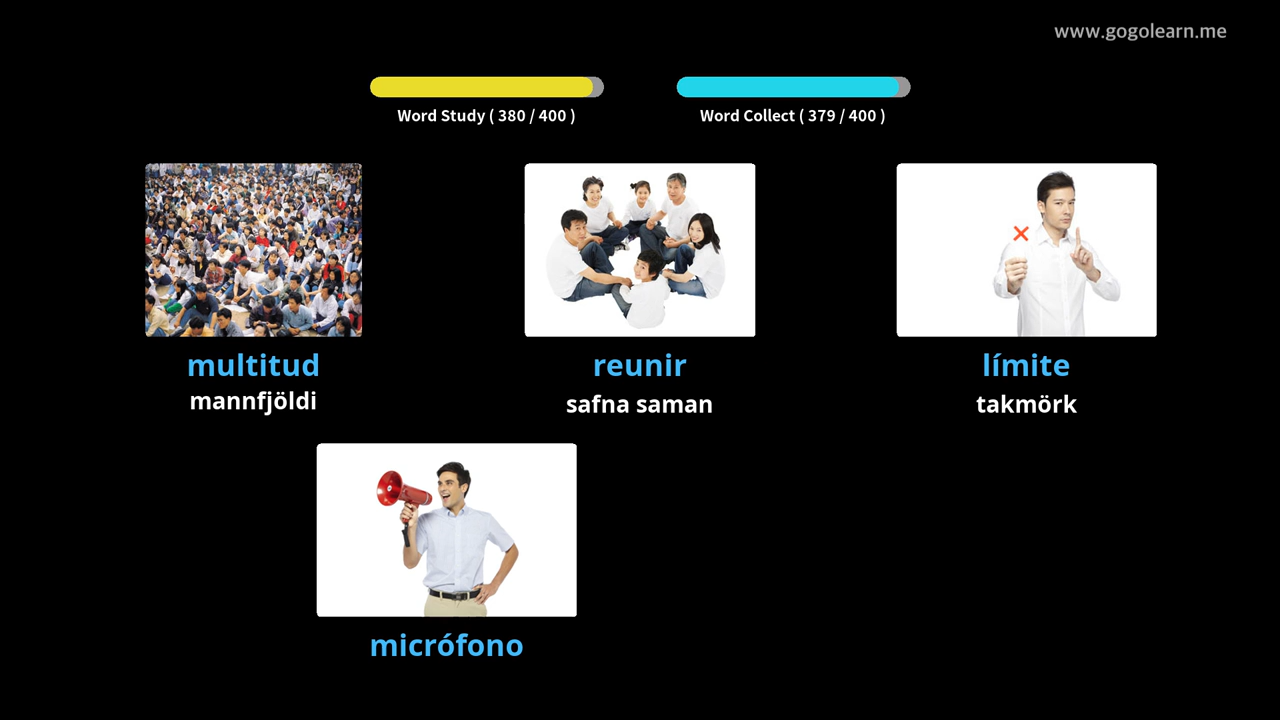 www.gogolearn.me
Word Study ( 380 / 400 )
Word Collect ( 379 / 400 )
multitud
mannfjöldi
reunir
safna saman
límite
takmörk
micrófono